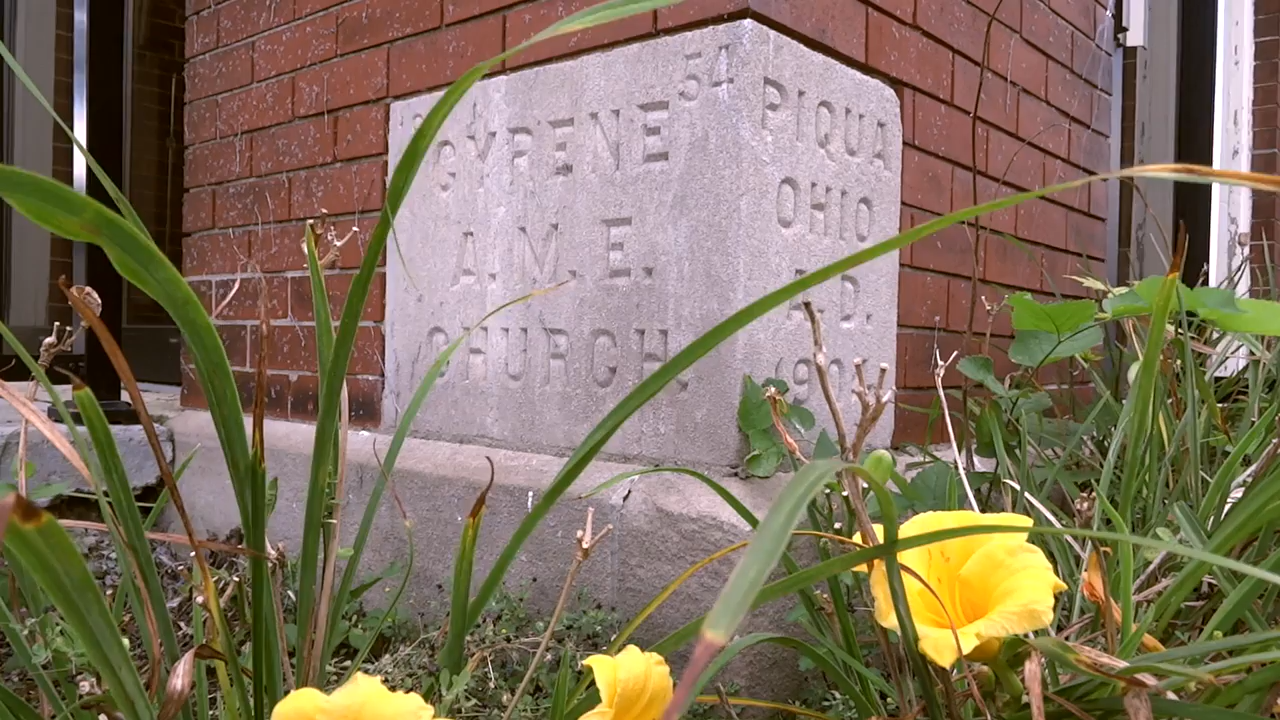 CYRENE 54
A.M.E.
CHURCH.
PIQUA
OHIO
A.D.